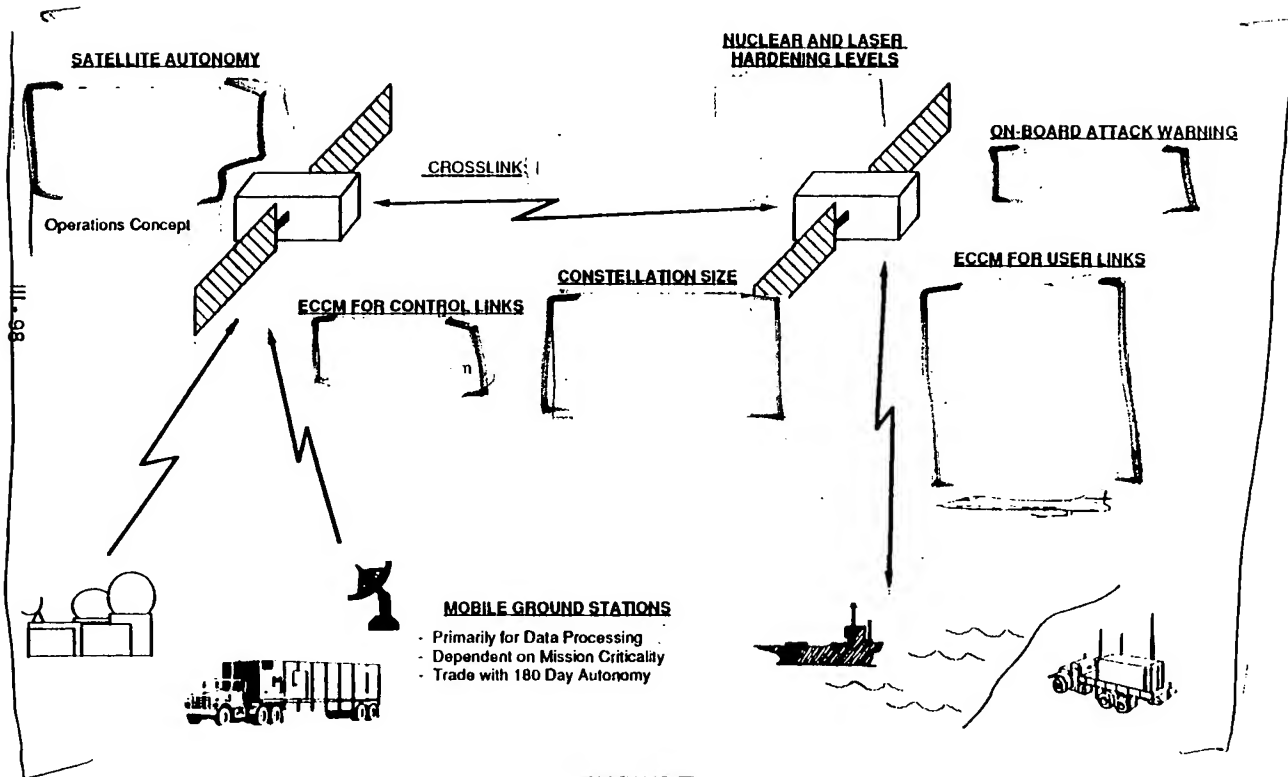 NUCLEAR AND LASER
HARDENING LEVELS
SATELLITE AUTONOMY
ON-BOARD ATTACK WARNING
CROSSLINK
Operations Concept
ECCM FOR USER LINKS
CONSTELLATION SIZE
ECCM FOR CONTROL LINKS
n
III - 98
MOBILE GROUND STATIONS
- Primarily for Data Processing
- Dependent on Mission Criticality
- Trade with 180 Day Autonomy